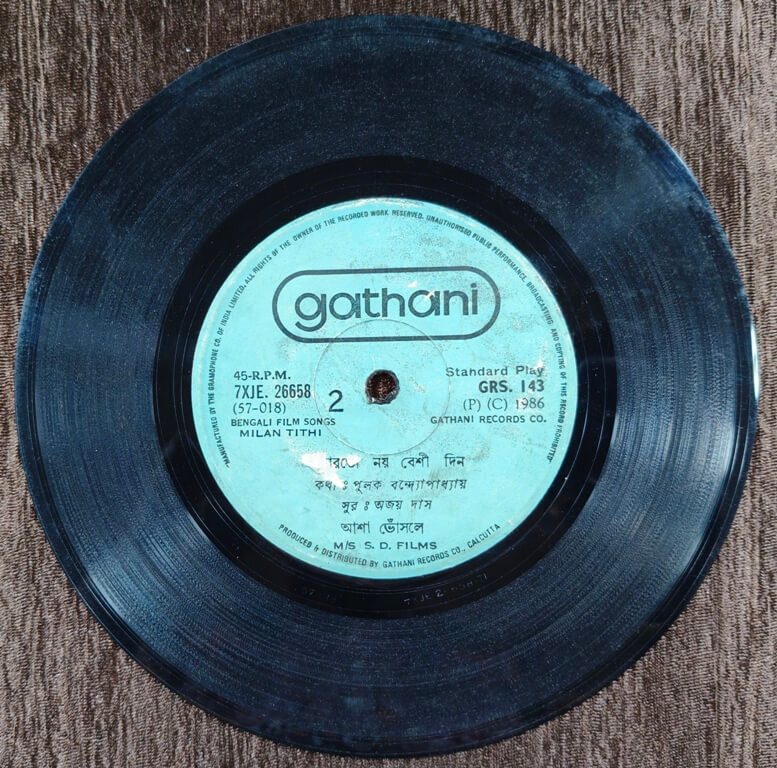 "MANUFACTURED BY THE GRAMOPHONE CO. OF INDIA LIMITED. ALL RIGHTS OF THE OWNER OF THE RECORDED WORK RESERVED. UNAUTHORISED PUBLIC PERFORMANCE, BROADCASTING AND COPYING OF THIS RECORD PROHIBITED"
gathani
45-R.P.M.
7XJE. 26658
(57-018)
2
BENGALI FILM SONGS
MILAN TITHI
Standard Play
GRS. 143
(P) (C) 1986
GATHANI RECORDS CO.
নয় বেশী দিন
কথা : পুলক বন্দ্যোপাধ্যায়
সুর : অজয় দাস
আশা ভোঁসলে
M/S S. D. FILMS
PRODUCED & DISTRIBUTED BY GATHANI RECORDS CO., CALCUTTA